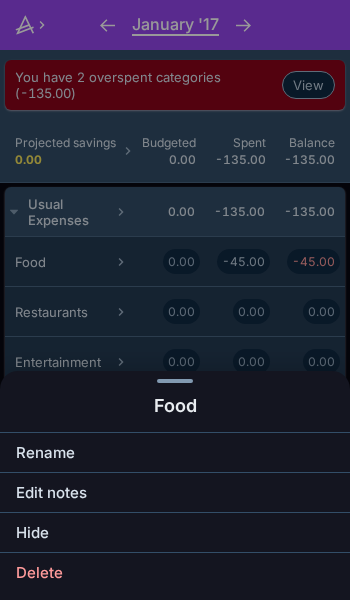 January '17
You have 2 overspent categories
(-135.00)
View
Projected savings Budgeted Spent Balance
0.00 0.00 -135.00 -135.00
Usual
Expenses 0.00 -135.00 -135.00
Food 0.00 -45.00 -45.00
Restaurants 0.00 0.00 0.00
Entertainment 0.00 0.00 0.00
Food
Rename
Edit notes
Hide
Delete